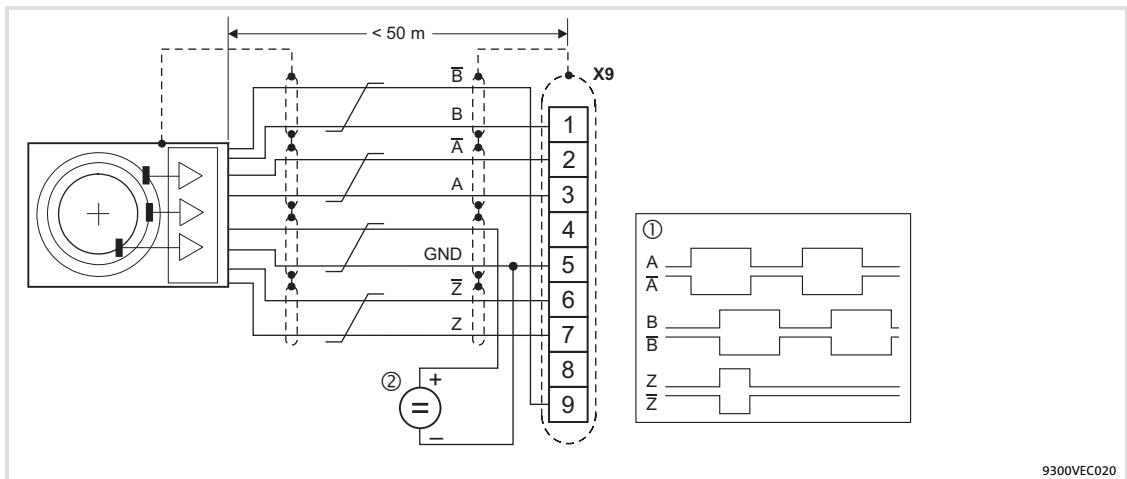 < 50 m
X9
B̅
B
A̅
A
GND
Z̅
Z
1
2
3
4
5
6
7
8
9
②
+
=
–
①
A
A̅
B
B̅
Z
Z̅
9300VEC020